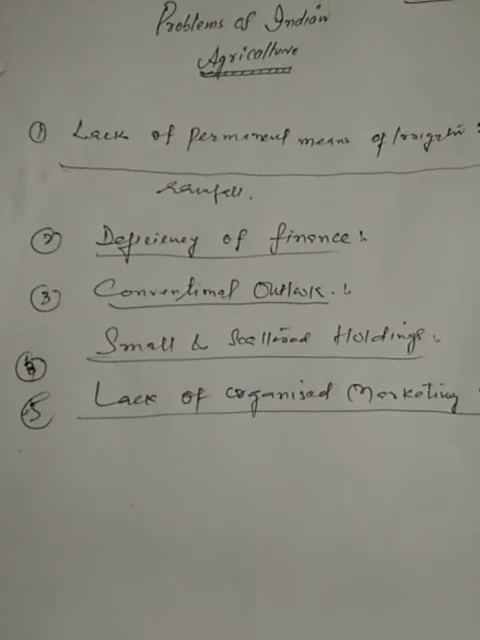 Problems of Indian
Agriculture
① Lack of permanent means of Irrigatin :
rainfall.
② Deficiency of finance :
③ Conventional Outlook. :
④ Small & Scattered Holdings :
⑤ Lack of organised Marketing :